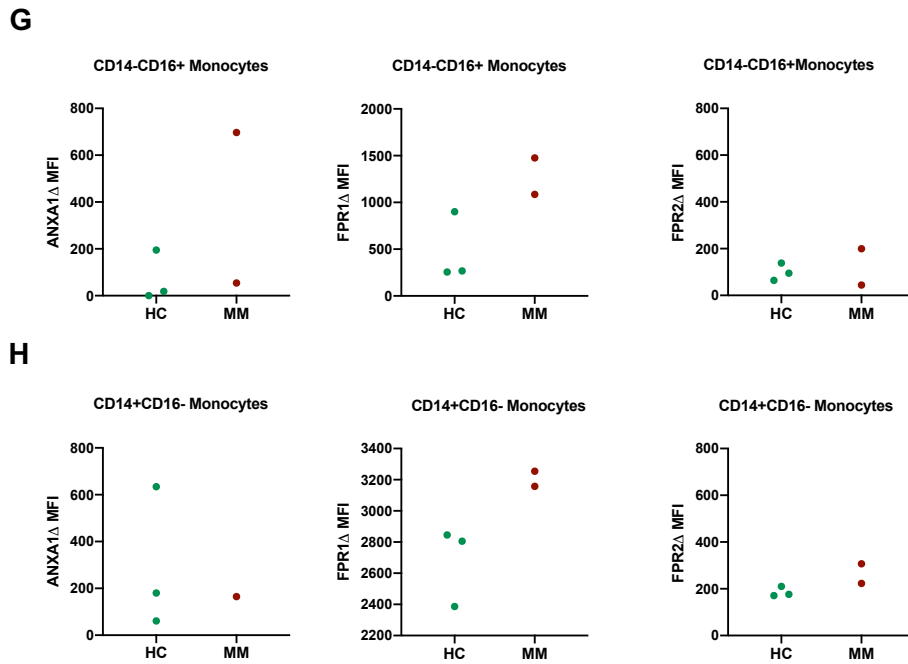 G
CD14-CD16+ Monocytes
CD14-CD16+ Monocytes
CD14-CD16+Monocytes
ANXA1Δ MFI
800
600
400
200
0
HC
MM
FPR1Δ MFI
2000
1500
1000
500
0
HC
MM
FPR2Δ MFI
800
600
400
200
0
HC
MM
H
CD14+CD16- Monocytes
CD14+CD16- Monocytes
CD14+CD16- Monocytes
ANXA1Δ MFI
800
600
400
200
0
HC
MM
FPR1Δ MFI
3400
3200
3000
2800
2600
2400
2200
HC
MM
FPR2Δ MFI
800
600
400
200
0
HC
MM